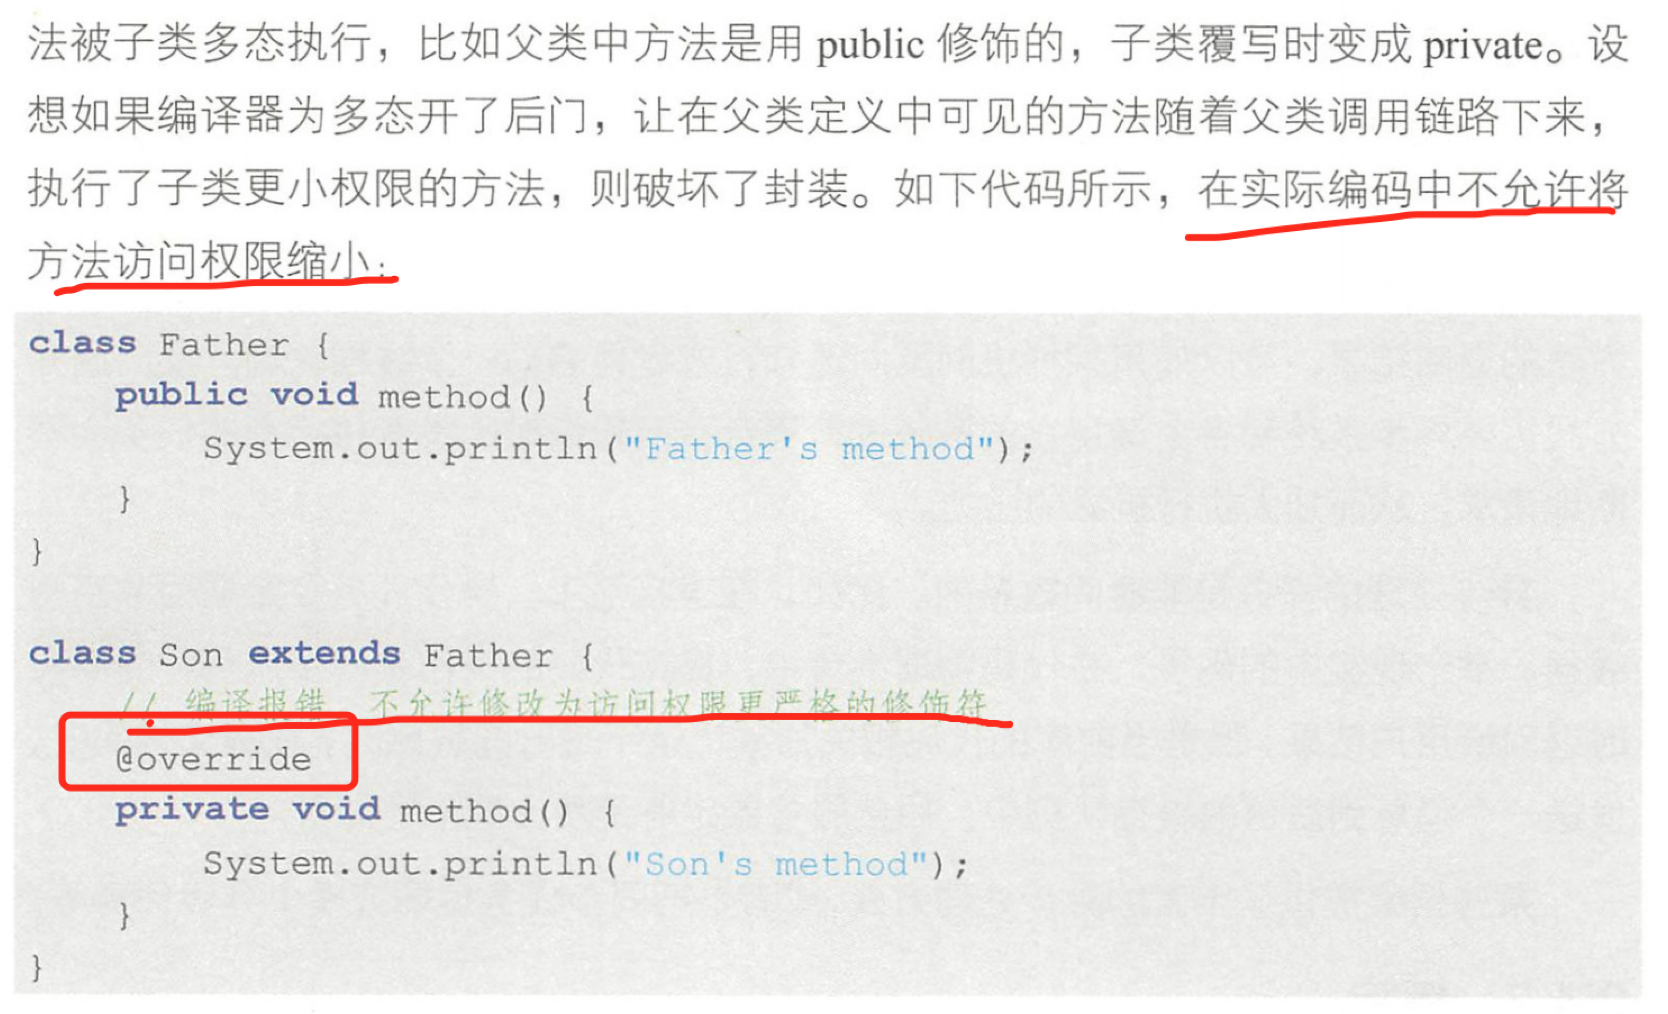 法被子类多态执行，比如父类中方法是用 public 修饰的，子类覆写时变成 private。设
想如果编译器为多态开了后门，让在父类定义中可见的方法随着父类调用链路下来，
执行了子类更小权限的方法，则破坏了封装。如下代码所示，在实际编码中不允许将
方法访问权限缩小：
class Father {
    public void method() {
        System.out.println("Father's method");
    }
}
class Son extends Father {
    // 编译报错，不允许修改为访问权限更严格的修饰符
    @override
    private void method() {
        System.out.println("Son's method");
    }
}